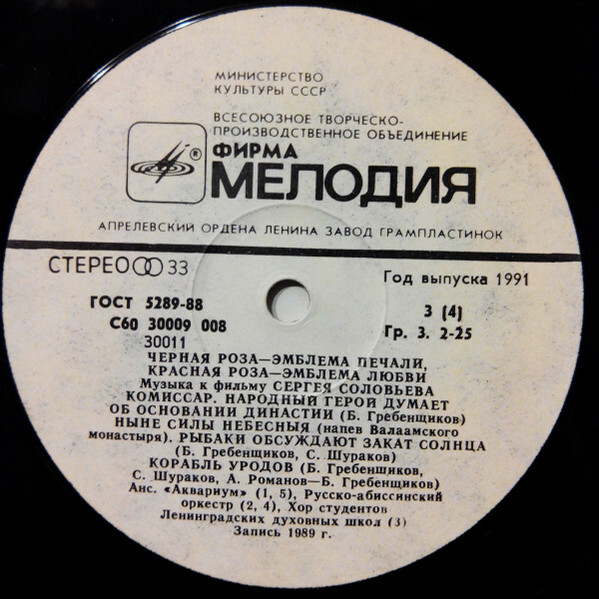 МИНИСТЕРСТВО
КУЛЬТУРЫ СССР
ВСЕСОЮЗНОЕ ТВОРЧЕСКО-
ПРОИЗВОДСТВЕННОЕ ОБЪЕДИНЕНИЕ
®
ФИРМА
МЕЛОДИЯ
АПРЕЛЕВСКИЙ ОРДЕНА ЛЕНИНА ЗАВОД ГРАМПЛАСТИНОК
СТЕРЕО 33
Год выпуска 1991
ГОСТ 5289-88
3 (4)
С60 30009 008
Гр. 3. 2-25
30011
ЧЕРНАЯ РОЗА—ЭМБЛЕМА ПЕЧАЛИ,
КРАСНАЯ РОЗА—ЭМБЛЕМА ЛЮБВИ
Музыка к фильму СЕРГЕЯ СОЛОВЬЕВА
КОМИССАР. НАРОДНЫЙ ГЕРОЙ ДУМАЕТ
ОБ ОСНОВАНИИ ДИНАСТИИ (Б. Гребенщиков)
НЫНЕ СИЛЫ НЕБЕСНЫЯ (напев Валаамского
монастыря). РЫБАКИ ОБСУЖДАЮТ ЗАКАТ СОЛНЦА
(Б. Гребенщиков, С. Шураков)
КОРАБЛЬ УРОДОВ (Б. Гребенщиков,
С. Шураков, А. Романов—Б. Гребенщиков)
Анс. «Аквариум» (1, 5), Русско-абиссинский
оркестр (2, 4), Хор студентов
Ленинградских духовных школ (3)
Запись 1989 г.